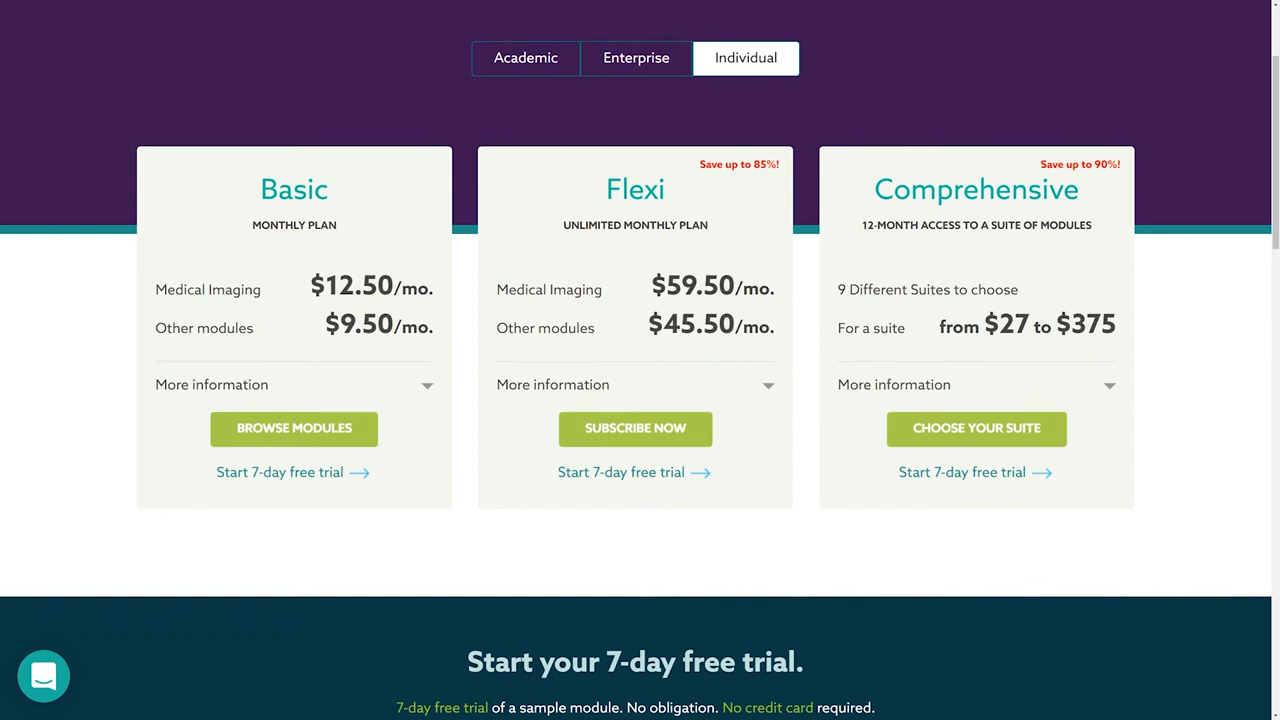 Academic
Enterprise
Individual
Basic
MONTHLY PLAN
Medical Imaging $12.50/mo.
Other modules $9.50/mo.
More information
BROWSE MODULES
Start 7-day free trial
Save up to 85%!
Flexi
UNLIMITED MONTHLY PLAN
Medical Imaging $59.50/mo.
Other modules $45.50/mo.
More information
SUBSCRIBE NOW
Start 7-day free trial
Save up to 90%!
Comprehensive
12-MONTH ACCESS TO A SUITE OF MODULES
9 Different Suites to choose
For a suite from $27 to $375
More information
CHOOSE YOUR SUITE
Start 7-day free trial
Start your 7-day free trial.
7-day free trial of a sample module. No obligation. No credit card required.